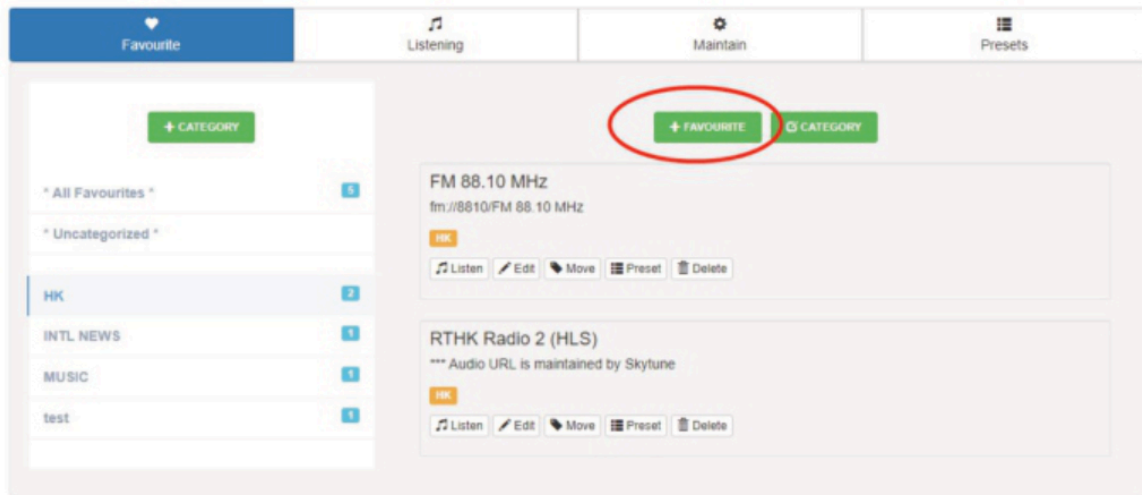 Favourite
Listening
Maintain
Presets
+ CATEGORY
* All Favourites * 5
* Uncategorized *
HK 2
INTL NEWS 1
MUSIC 1
test 1
+ FAVOURITE
CATEGORY
FM 88.10 MHz
fm://8810/FM 88.10 MHz
HK
Listen Edit Move Preset Delete
RTHK Radio 2 (HLS)
*** Audio URL is maintained by Skytune
HK
Listen Edit Move Preset Delete